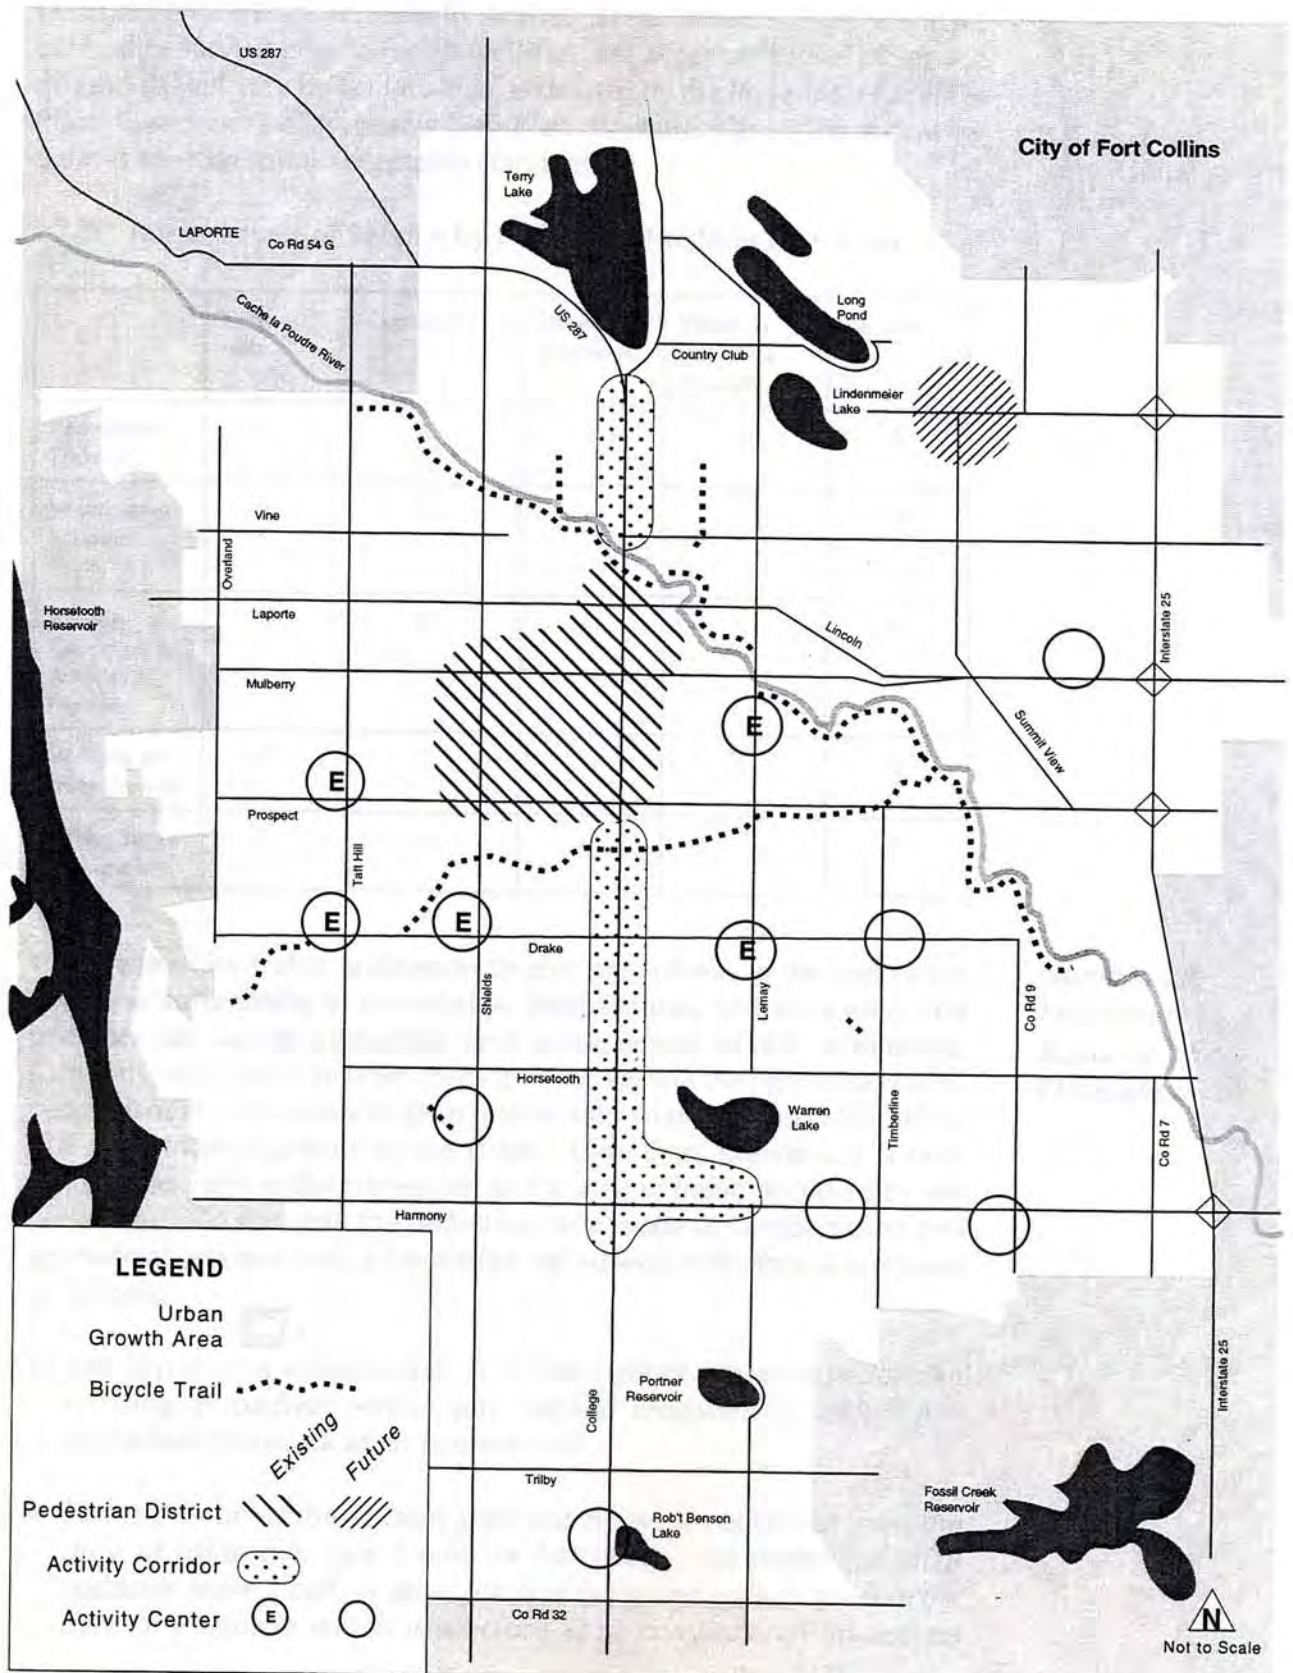 US 287
City of Fort Collins
Terry
Lake
LAPORTE
Co Rd 54 G
Cache la Poudre River
US 287
Long
Pond
Country Club
Lindenmeier
Lake
Vine
Overland
Horsetooth
Reservoir
Laporte
Lincoln
Interstate 25
Mulberry
E
Summit View
E
Prospect
Taft Hill
E
E
E
Drake
Shields
Lemay
Co Rd 9
Horsetooth
Warren
Lake
Timberline
Co Rd 7
Harmony
LEGEND
Urban
Growth Area
Bicycle Trail
Existing
Future
Pedestrian District
Activity Corridor
Activity Center
E
College
Portner
Reservoir
Interstate 25
Trilby
Fossil Creek
Reservoir
Rob't Benson
Lake
Co Rd 32
N
Not to Scale